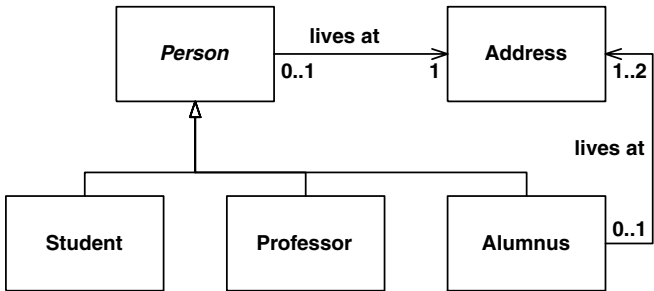 lives at
Person
Address
0..1
1
1..2
lives at
0..1
Student
Professor
Alumnus